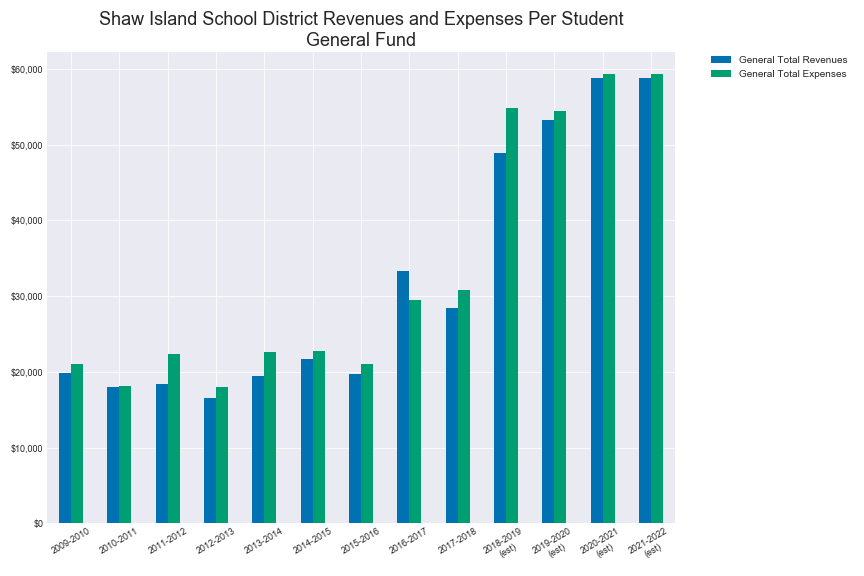 Shaw Island School District Revenues and Expenses Per Student
General Fund
General Total Revenues
General Total Expenses
$60,000
$50,000
$40,000
$30,000
$20,000
$10,000
$0
2009-2010
2010-2011
2011-2012
2012-2013
2013-2014
2014-2015
2015-2016
2016-2017
2017-2018
2018-2019
(est)
2019-2020
(est)
2020-2021
(est)
2021-2022
(est)